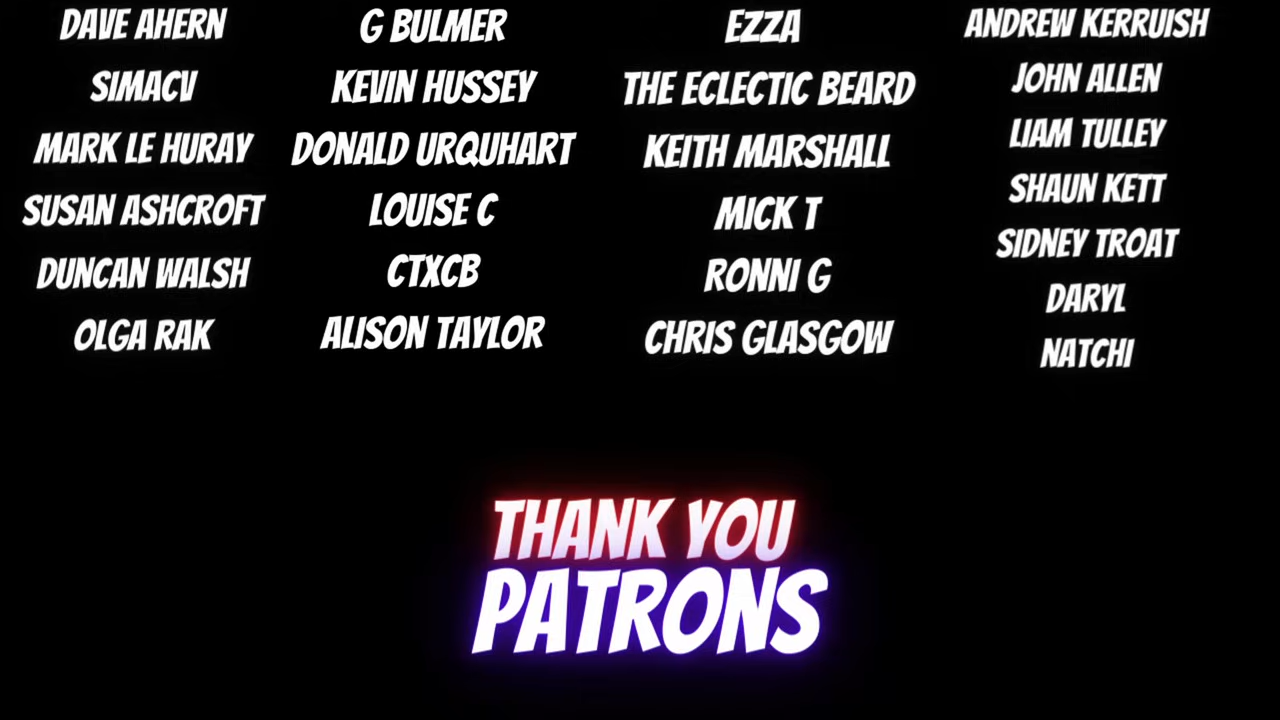 DAVE AHERN
SIMACV
MARK LE HURAY
SUSAN ASHCROFT
DUNCAN WALSH
OLGA RAK
G BULMER
KEVIN HUSSEY
DONALD URQUHART
LOUISE C
CTXCB
ALISON TAYLOR
EZZA
THE ECLECTIC BEARD
KEITH MARSHALL
MICK T
RONNI G
CHRIS GLASGOW
ANDREW KERRUISH
JOHN ALLEN
LIAM TULLEY
SHAUN KETT
SIDNEY TROAT
DARYL
NATCHI
THANK YOU
PATRONS